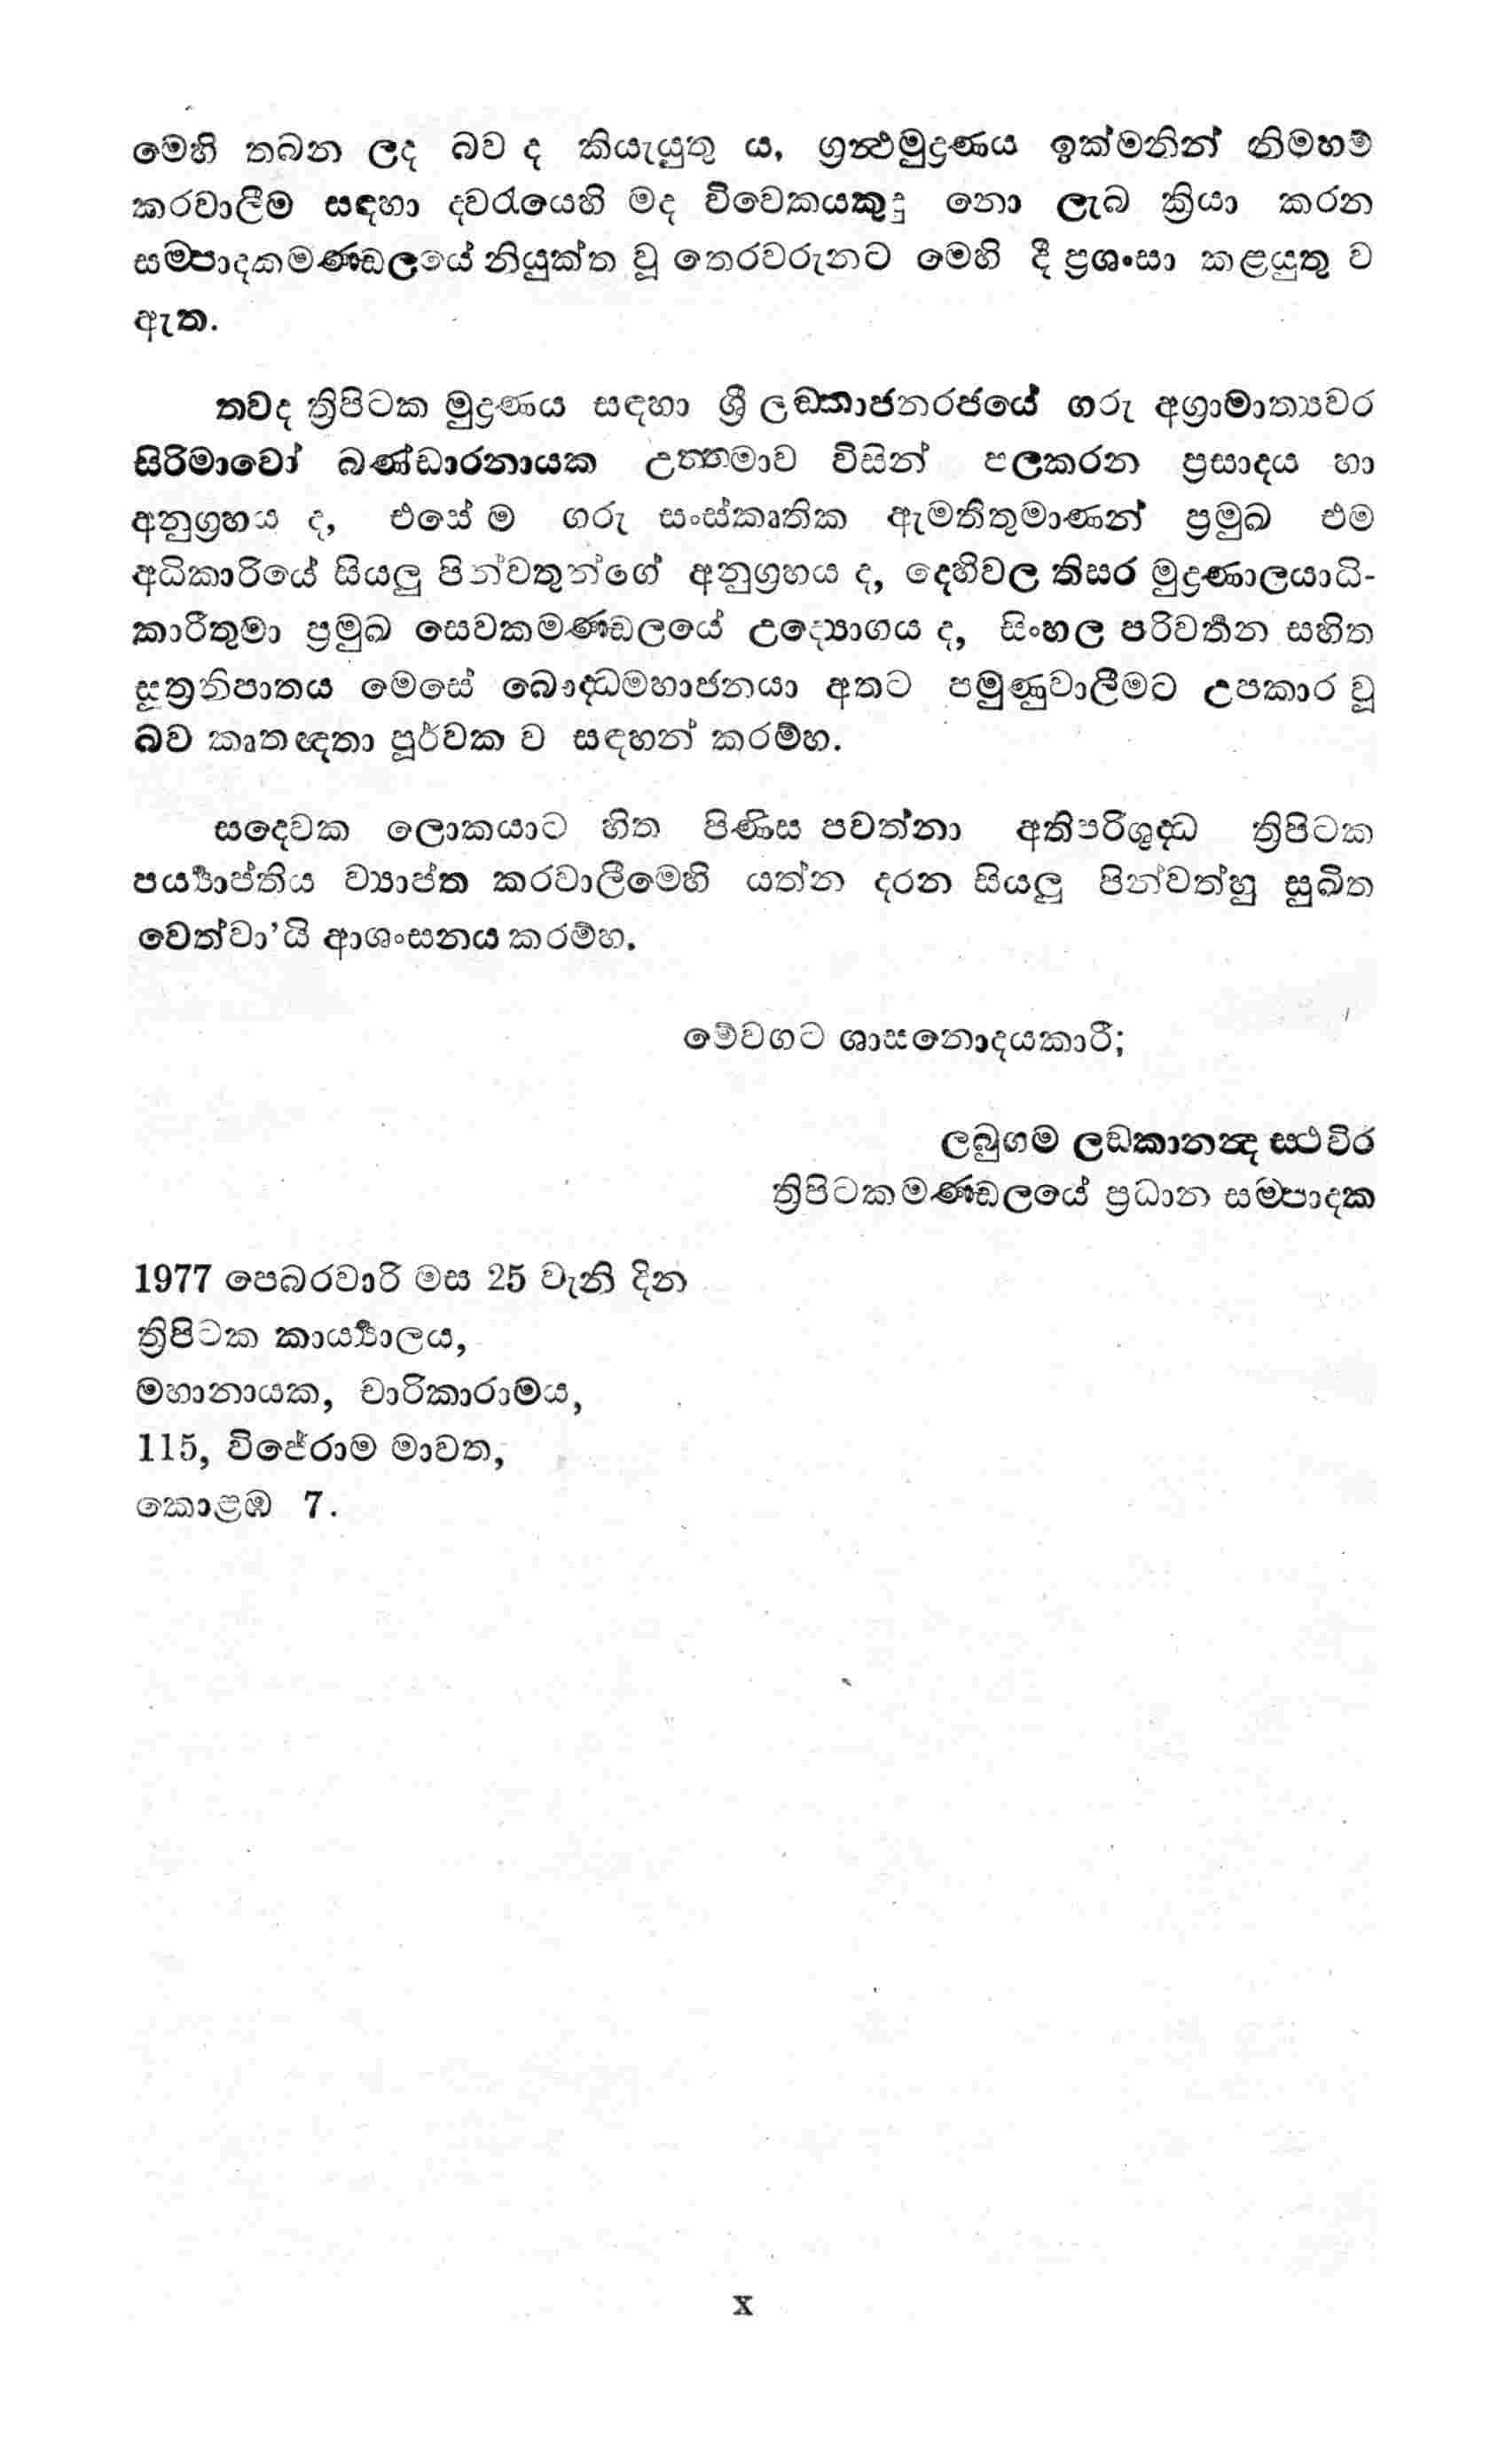 මෙහි තබන ලද බව ද කියැයුතු ය, ග්‍රන්‍ථමුද්‍රණය ඉක්මනින් නිමහම්
කරවාලීම සඳහා දවරැයෙහි මද විවෙකයකුදු නො ලැබ ක්‍රියා කරන
සම්පාදකමණ්ඩලයේ නියුක්ත වූ තෙරවරුනට මෙහි දී ප්‍රශංසා කළයුතු ව
ඇත.
තවද ත්‍රිපිටක මුද්‍රණය සඳහා ශ්‍රී ලඞ්කාජනරජයේ ගරු අග්‍රාමාත්‍යවර
සිරිමාවෝ බණ්ඩාරනායක උත්තමාව විසින් පලකරන ප්‍රසාදය හා
අනුග්‍රහය ද, එසේ ම ගරු සංස්කෘතික ඇමතිතුමාණන් ප්‍රමුඛ එම
අධිකාරියේ සියලු පින්වතුන්ගේ අනුග්‍රහය ද, දෙහිවල තිසර මුද්‍රණාලයාධි-
කාරීතුමා ප්‍රමුඛ සෙවකමණ්ඩලයේ උද්‍යොගය ද, සිංහල පරිවර්‍තන සහිත
සූත්‍රනිපාතය මෙසේ බෞද්ධමහාජනයා අතට පමුණුවාලීමට උපකාර වූ
බව කෘතඥතා පූර්වක ව සඳහන් කරම්හ.
සදෙවක ලොකයාට හිත පිණිස පවත්නා අතිපරිශුද්ධ ත්‍රිපිටක
පර්‍ය්‍යාප්තිය ව්‍යාප්ත කරවාලීමෙහි යත්න දරන සියලු පින්වත්හු සුඛිත
වෙත්වා’යි ආශංසනය කරම්හ.
මේවගට ශාසනොදයකාරී;
ලබුගම ලඞ්කානන්‍ද ස්ථවිර
ත්‍රිපිටකමණ්ඩලයේ ප්‍රධාන සම්පාදක
1977 පෙබරවාරි මස 25 වැනි දින
ත්‍රිපිටක කාර්‍ය්‍යාලය,
මහානායක, චාරිකාරාමය,
115, විජේරාම මාවත,
කොළඹ 7.
x